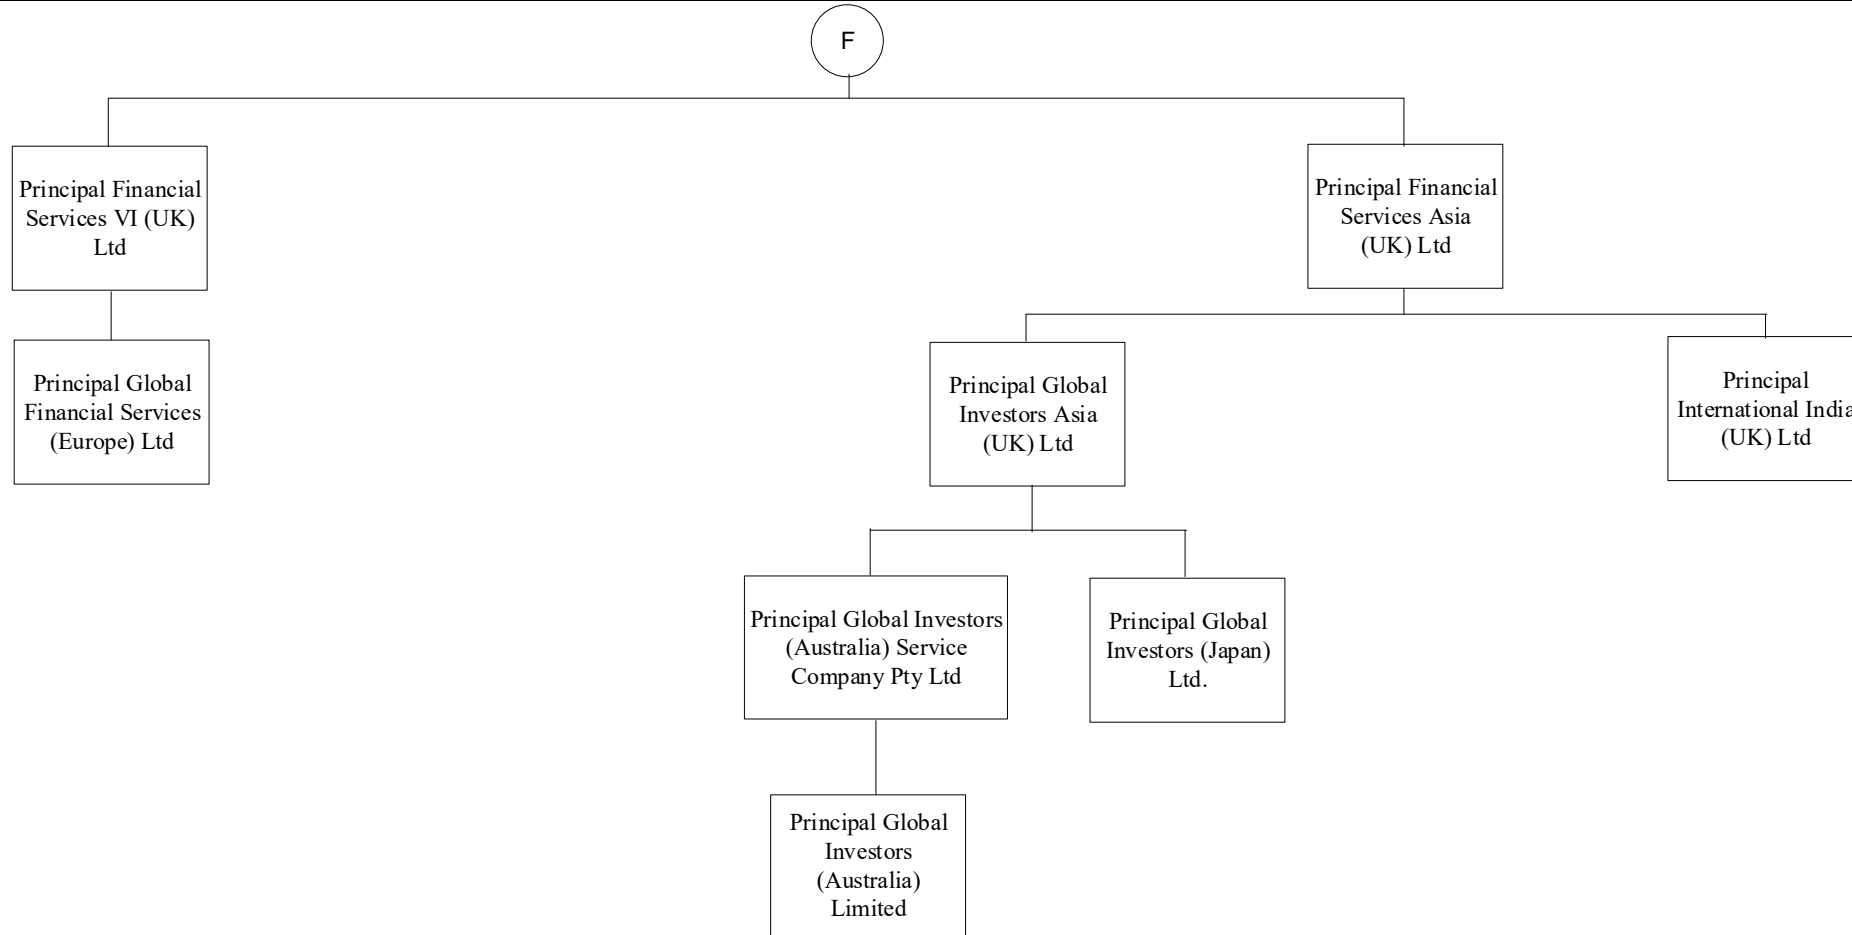 F
Principal Financial
Services VI (UK)
Ltd
Principal Financial
Services Asia
(UK) Ltd
Principal Global
Financial Services
(Europe) Ltd
Principal Global
Investors Asia
(UK) Ltd
Principal
International India
(UK) Ltd
Principal Global Investors
(Australia) Service
Company Pty Ltd
Principal Global
Investors (Japan)
Ltd.
Principal Global
Investors
(Australia)
Limited